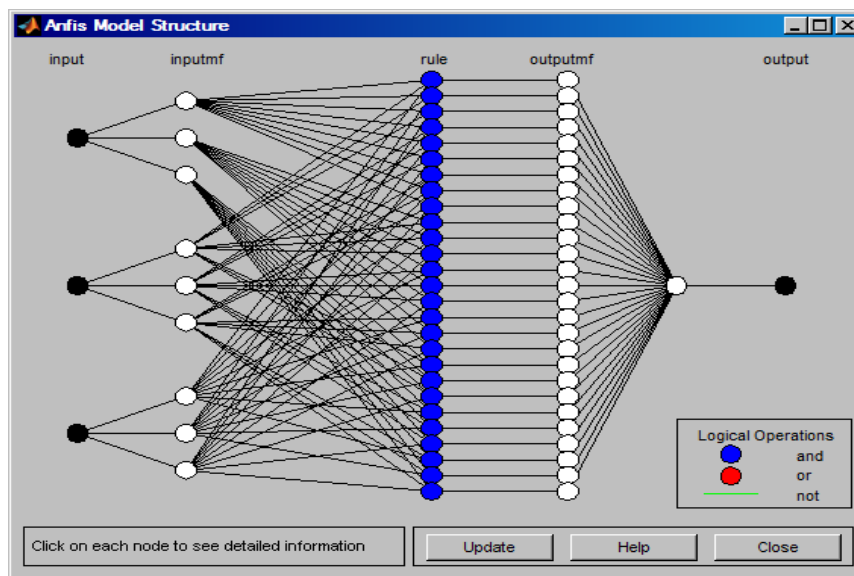 Anfis Model Structure
input inputmf rule outputmf output
Logical Operations
and
or
not
Click on each node to see detailed information
Update Help Close